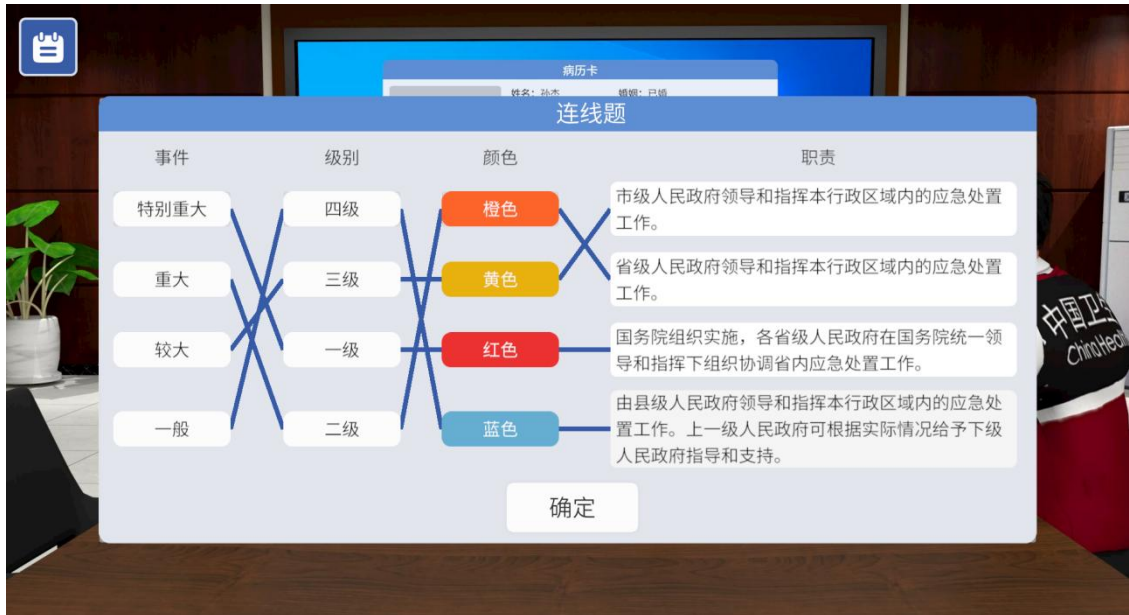 病历卡
姓名：孙杰 婚姻：已婚
连线题
事件 级别 颜色 职责
特别重大 四级 橙色
市级人民政府领导和指挥本行政区域内的应急处置
工作。
重大 三级 黄色
省级人民政府领导和指挥本行政区域内的应急处置
工作。
较大 一级 红色
国务院组织实施，各省级人民政府在国务院统一领
导和指挥下组织协调省内应急处置工作。
一般 二级 蓝色
由县级人民政府领导和指挥本行政区域内的应急处
置工作。上一级人民政府可根据实际情况给予下级
人民政府指导和支持。
确定
中国卫
China Heal